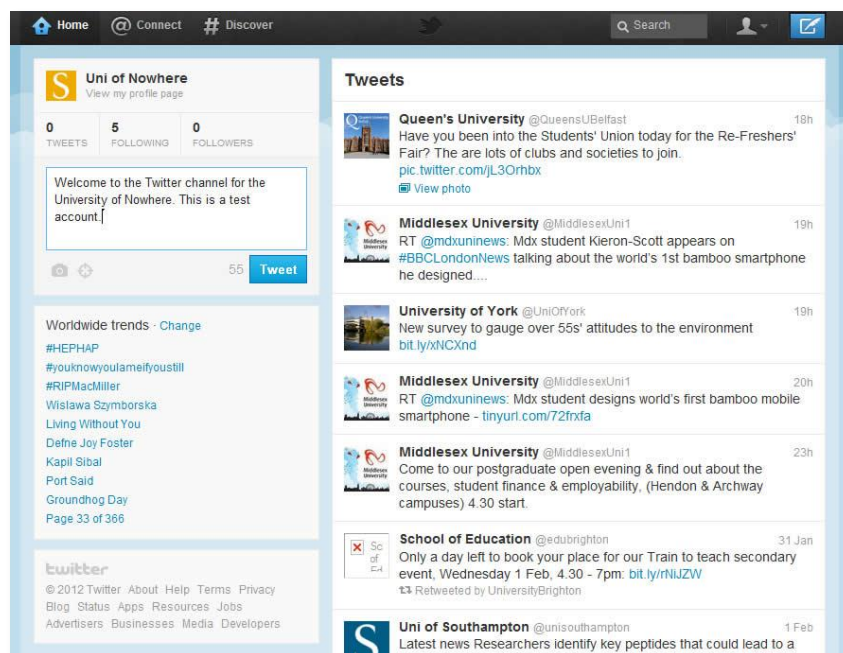 Home @ Connect # Discover Search
S
Uni of Nowhere
View my profile page
0 5 0
TWEETS FOLLOWING FOLLOWERS
Welcome to the Twitter channel for the
University of Nowhere. This is a test
account.
55 Tweet
Worldwide trends · Change
#HEPHAP
#youknowyoulameifyoustill
#RIPMacMiller
Wislawa Szymborska
Living Without You
Defne Joy Foster
Kapil Sibal
Port Said
Groundhog Day
Page 33 of 366
twitter
© 2012 Twitter About Help Terms Privacy
Blog Status Apps Resources Jobs
Advertisers Businesses Media Developers
Tweets
Queen's University @QueensUBelfast 18h
Have you been into the Students' Union today for the Re-Freshers'
Fair? The are lots of clubs and societies to join.
pic.twitter.com/jL3Orhbx
View photo
Middlesex University @MiddlesexUni1 19h
Middlesex
University
RT @mdxuninews: Mdx student Kieron-Scott appears on
#BBCLondonNews talking about the world's 1st bamboo smartphone
he designed....
University of York @UniOfYork 19h
New survey to gauge over 55s' attitudes to the environment
bit.ly/xNCXnd
Middlesex University @MiddlesexUni1 20h
Middlesex
University
RT @mdxuninews: Mdx student designs world's first bamboo mobile
smartphone - tinyurl.com/72frxfa
Middlesex University @MiddlesexUni1 23h
Middlesex
University
Come to our postgraduate open evening & find out about the
courses, student finance & employability, (Hendon & Archway
campuses) 4.30 start.
School of Education @edubrighton 31 Jan
Sc
of
Only a day left to book your place for our Train to teach secondary
event, Wednesday 1 Feb, 4.30 - 7pm: bit.ly/rNiJZW
Retweeted by UniversityBrighton
Uni of Southampton @unisouthampton 1 Feb
S
Latest news Researchers identify key peptides that could lead to a